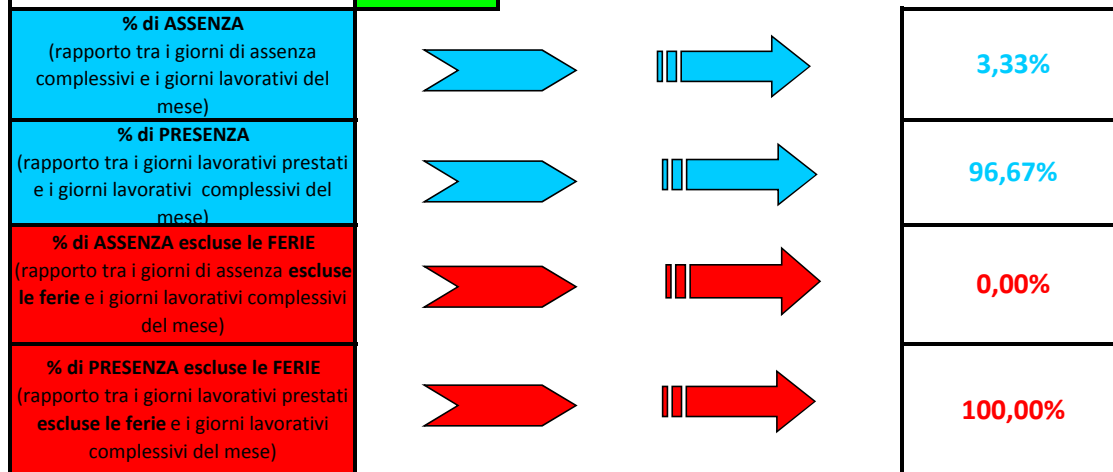 % di ASSENZA
(rapporto tra i giorni di assenza
complessivi e i giorni lavorativi del
mese)
3,33%
% di PRESENZA
(rapporto tra i giorni lavorativi prestati
e i giorni lavorativi complessivi del
mese)
96,67%
% di ASSENZA escluse le FERIE
(rapporto tra i giorni di assenza escluse
le ferie e i giorni lavorativi complessivi
del mese)
0,00%
% di PRESENZA escluse le FERIE
(rapporto tra i giorni lavorativi prestati
escluse le ferie e i giorni lavorativi
complessivi del mese)
100,00%